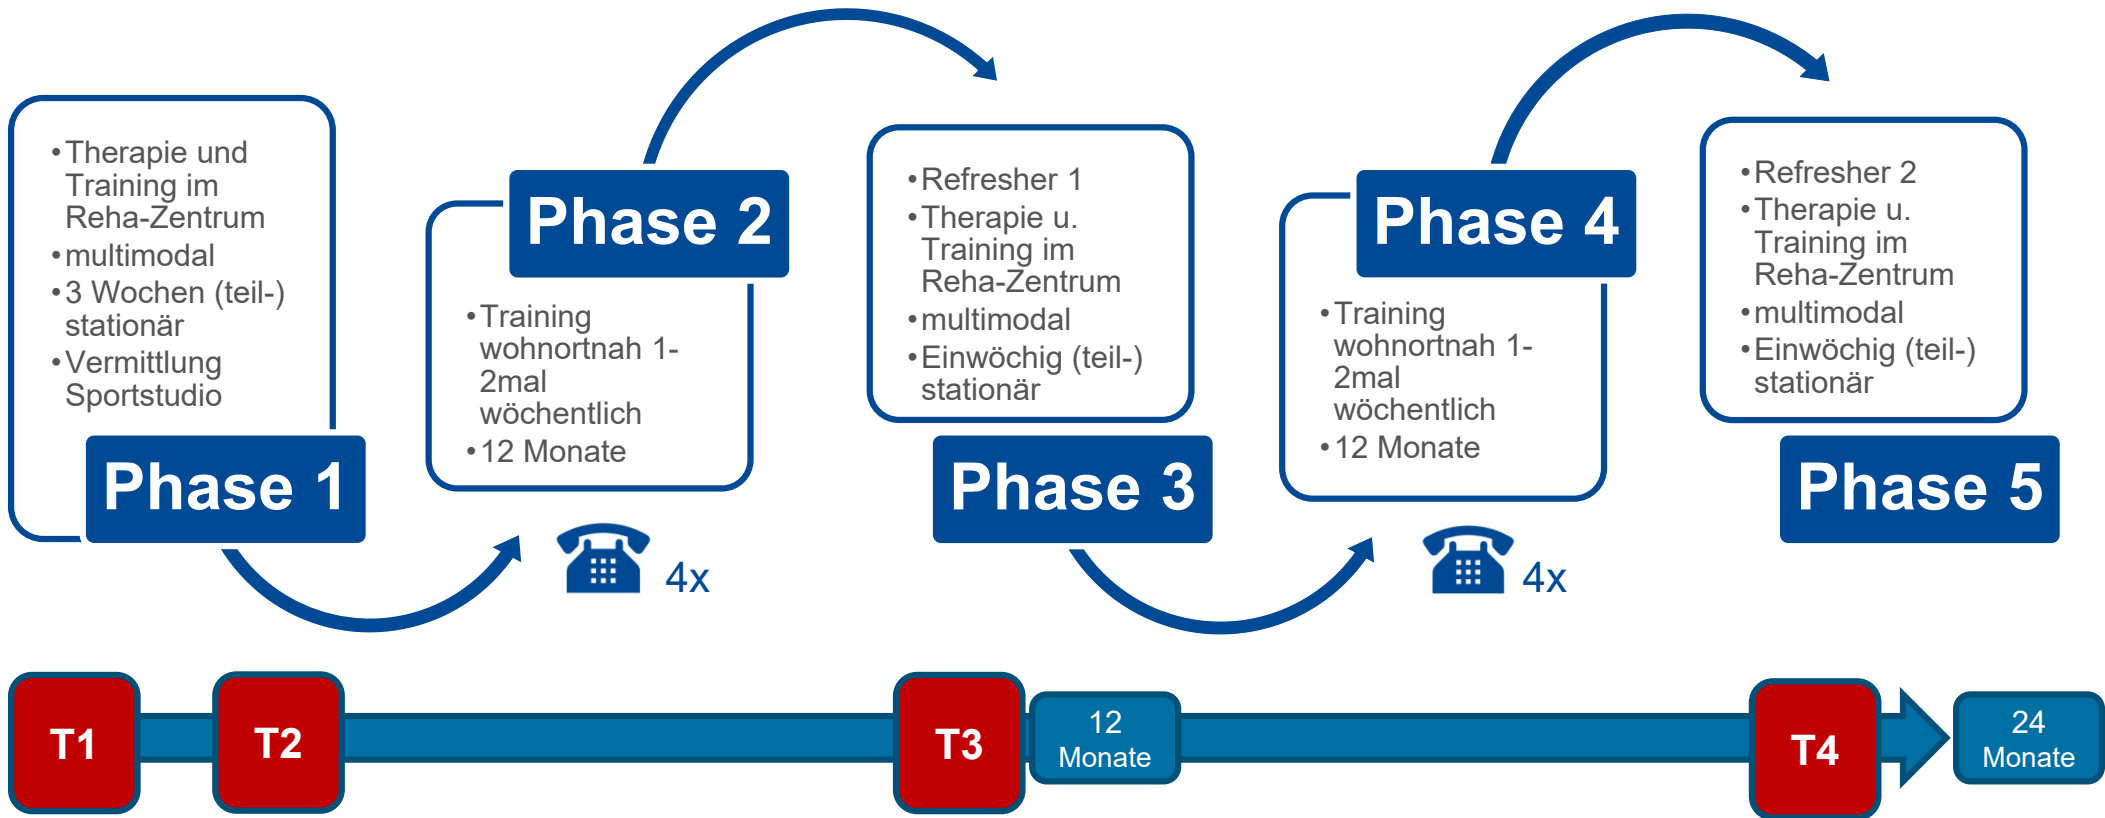 •Therapie und
Training im
Reha-Zentrum
•multimodal
•3 Wochen (teil-)
stationär
•Vermittlung
Sportstudio
Phase 1
Phase 2
•Training
wohnortnah 1-
2mal
wöchentlich
•12 Monate
4x
•Refresher 1
•Therapie u.
Training im
Reha-Zentrum
•multimodal
•Einwöchig (teil-)
stationär
Phase 3
Phase 4
•Training
wohnortnah 1-
2mal
wöchentlich
•12 Monate
4x
•Refresher 2
•Therapie u.
Training im
Reha-Zentrum
•multimodal
•Einwöchig (teil-)
stationär
Phase 5
T1
T2
T3
12
Monate
T4
24
Monate